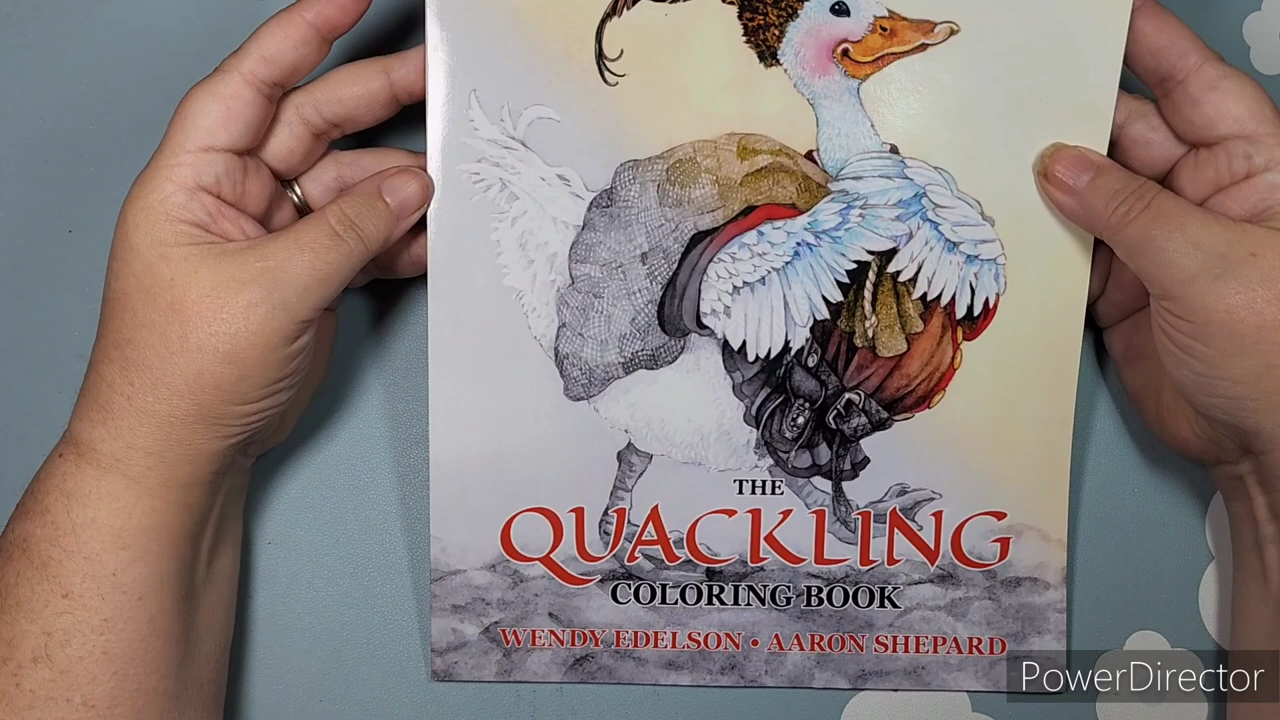 THE
QUACKLING
COLORING BOOK
WENDY EDELSON • AARON SHEPARD
PowerDirector